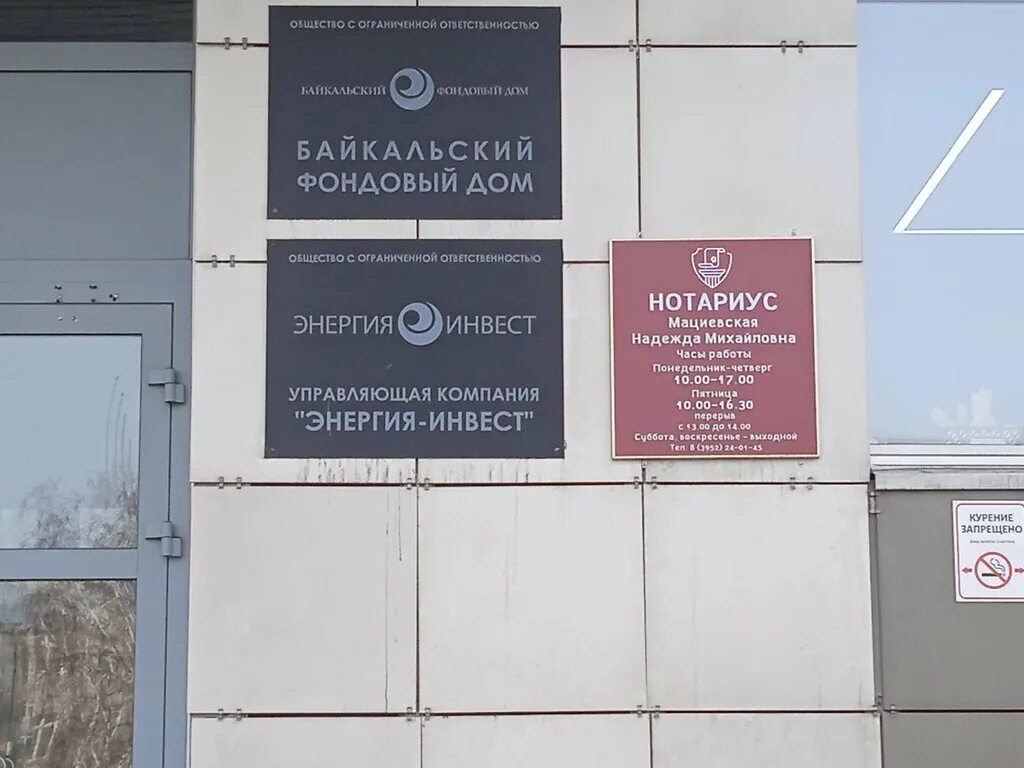 ОБЩЕСТВО С ОГРАНИЧЕННОЙ ОТВЕТСТВЕННОСТЬЮ
БАЙКАЛЬСКИЙ ФОНДОВЫЙ ДОМ
БАЙКАЛЬСКИЙ
ФОНДОВЫЙ ДОМ
ОБЩЕСТВО С ОГРАНИЧЕННОЙ ОТВЕТСТВЕННОСТЬЮ
ЭНЕРГИЯ ИНВЕСТ
УПРАВЛЯЮЩАЯ КОМПАНИЯ
"ЭНЕРГИЯ-ИНВЕСТ"
НОТАРИУС
Мациевская
Надежда Михайловна
Часы работы
Понедельник-четверг
10.00-17.00
Пятница
10.00-16.30
перерыв
с 13.00 до 14.00
Суббота, воскресенье - выходной
Тел. 8 (3952) 24-01-45
КУРЕНИЕ
ЗАПРЕЩЕНО